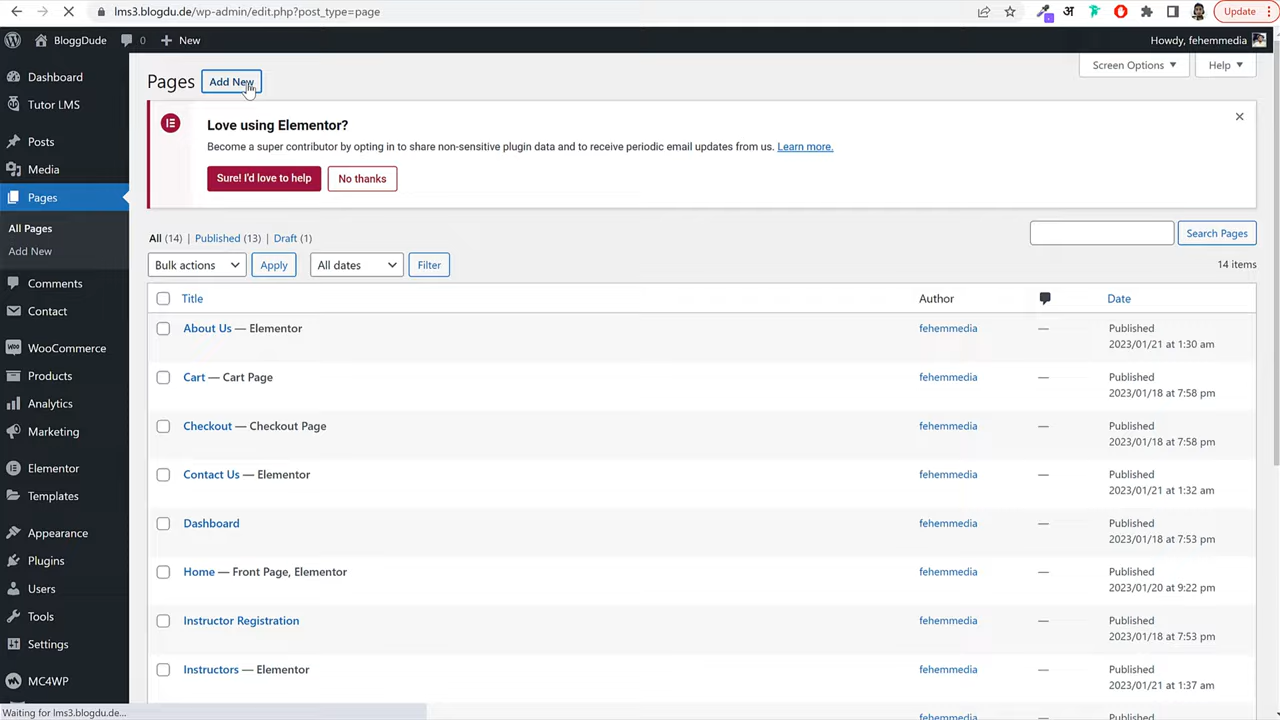 lms3.blogdu.de/wp-admin/edit.php?post_type=page
अ
Update
BloggDude 0 New Howdy, fehemmedia
Dashboard
Tutor LMS
Posts
Media
Pages
All Pages
Add New
Comments
Contact
WooCommerce
Products
Analytics
Marketing
Elementor
Templates
Appearance
Plugins
Users
Tools
Settings
MC4WP
Screen Options Help
Pages Add New
Love using Elementor?
Become a super contributor by opting in to share non-sensitive plugin data and to receive periodic email updates from us. Learn more.
Sure! I'd love to help No thanks
All (14) | Published (13) | Draft (1)
Search Pages
Bulk actions Apply All dates Filter 14 items
Title Author Date
About Us — Elementor fehemmedia — Published
2023/01/21 at 1:30 am
Cart — Cart Page fehemmedia — Published
2023/01/18 at 7:58 pm
Checkout — Checkout Page fehemmedia — Published
2023/01/18 at 7:58 pm
Contact Us — Elementor fehemmedia — Published
2023/01/21 at 1:32 am
Dashboard fehemmedia — Published
2023/01/18 at 7:53 pm
Home — Front Page, Elementor fehemmedia — Published
2023/01/20 at 9:22 pm
Instructor Registration fehemmedia — Published
2023/01/18 at 7:53 pm
Instructors — Elementor fehemmedia — Published
2023/01/21 at 1:37 am
Waiting for lms3.blogdu.de...